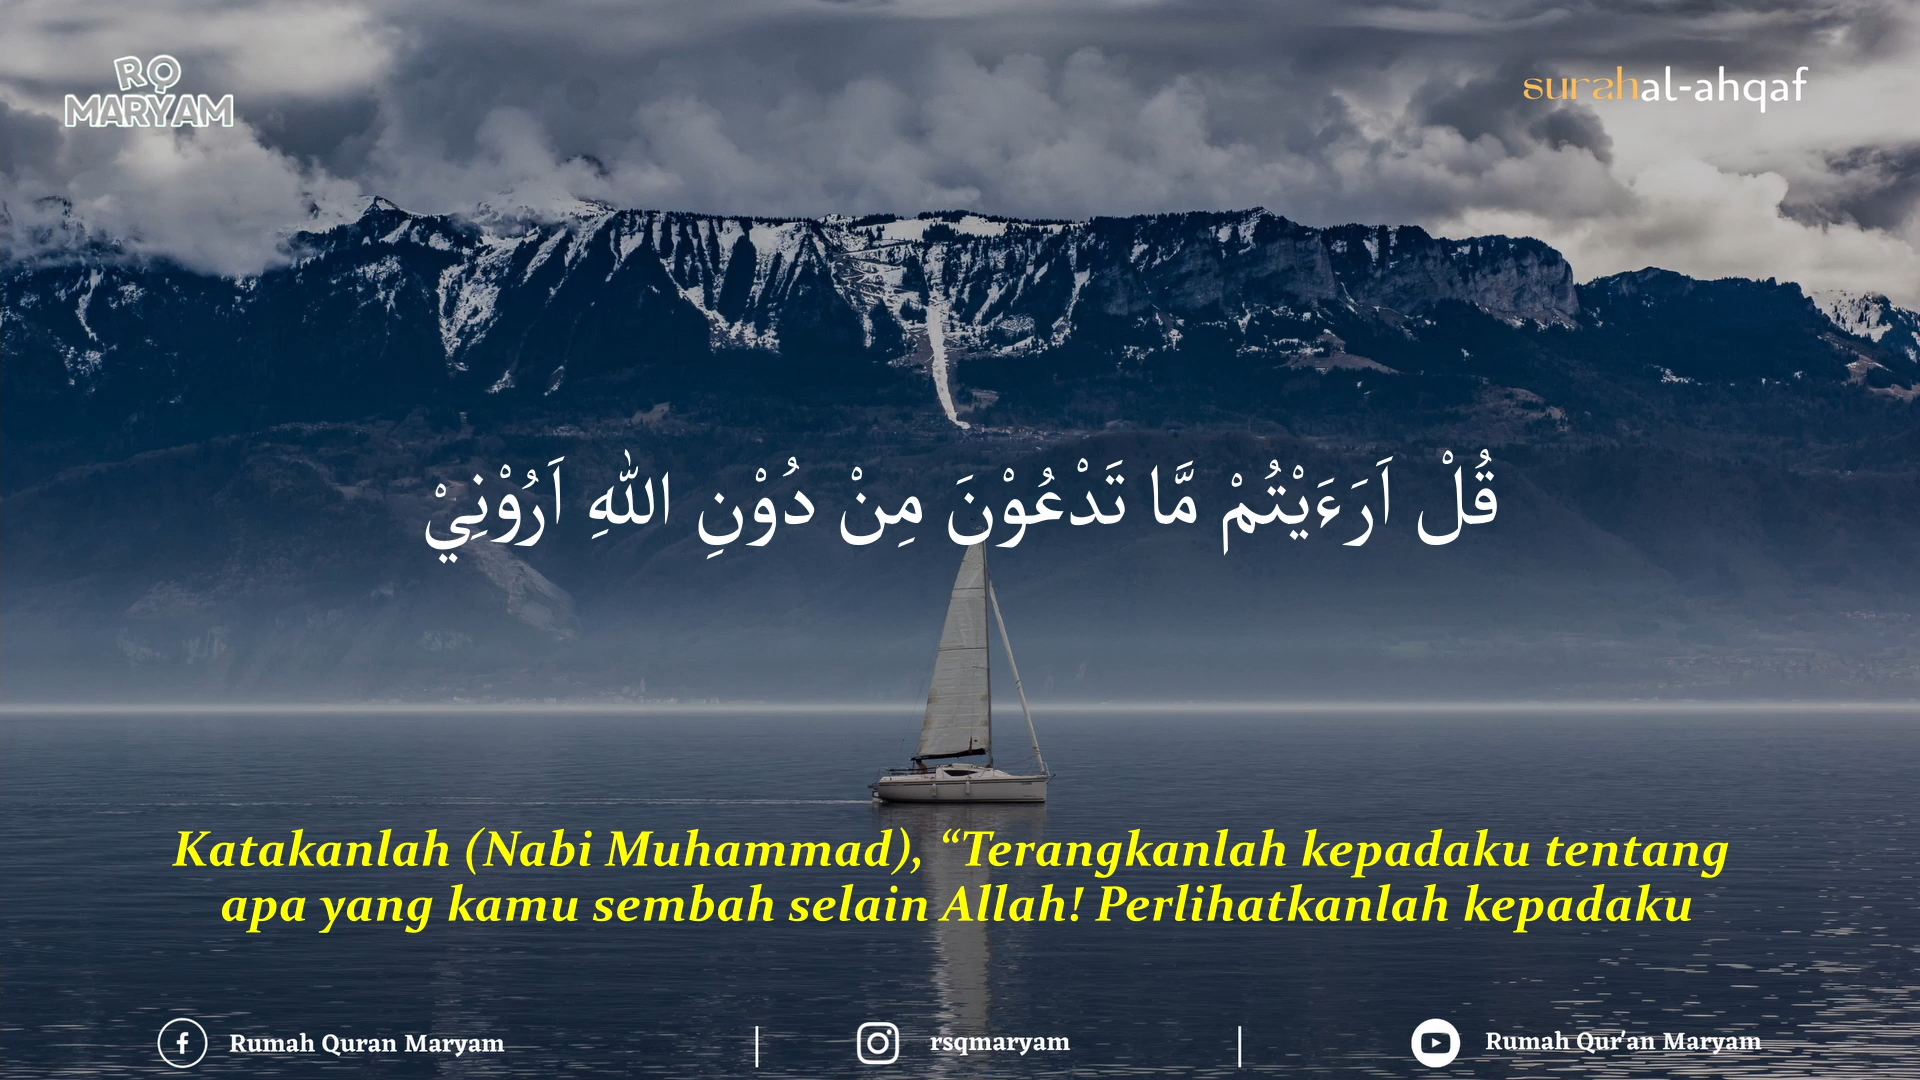 RQ
MARYAM
surahal-ahqaf
قُلْ اَرَءَيْتُمْ مَّا تَدْعُوْنَ مِنْ دُوْنِ اللّٰهِ اَرُوْنِيْ
Katakanlah (Nabi Muhammad), “Terangkanlah kepadaku tentang
apa yang kamu sembah selain Allah! Perlihatkanlah kepadaku
Rumah Quran Maryam | rsqmaryam | Rumah Qur'an Maryam